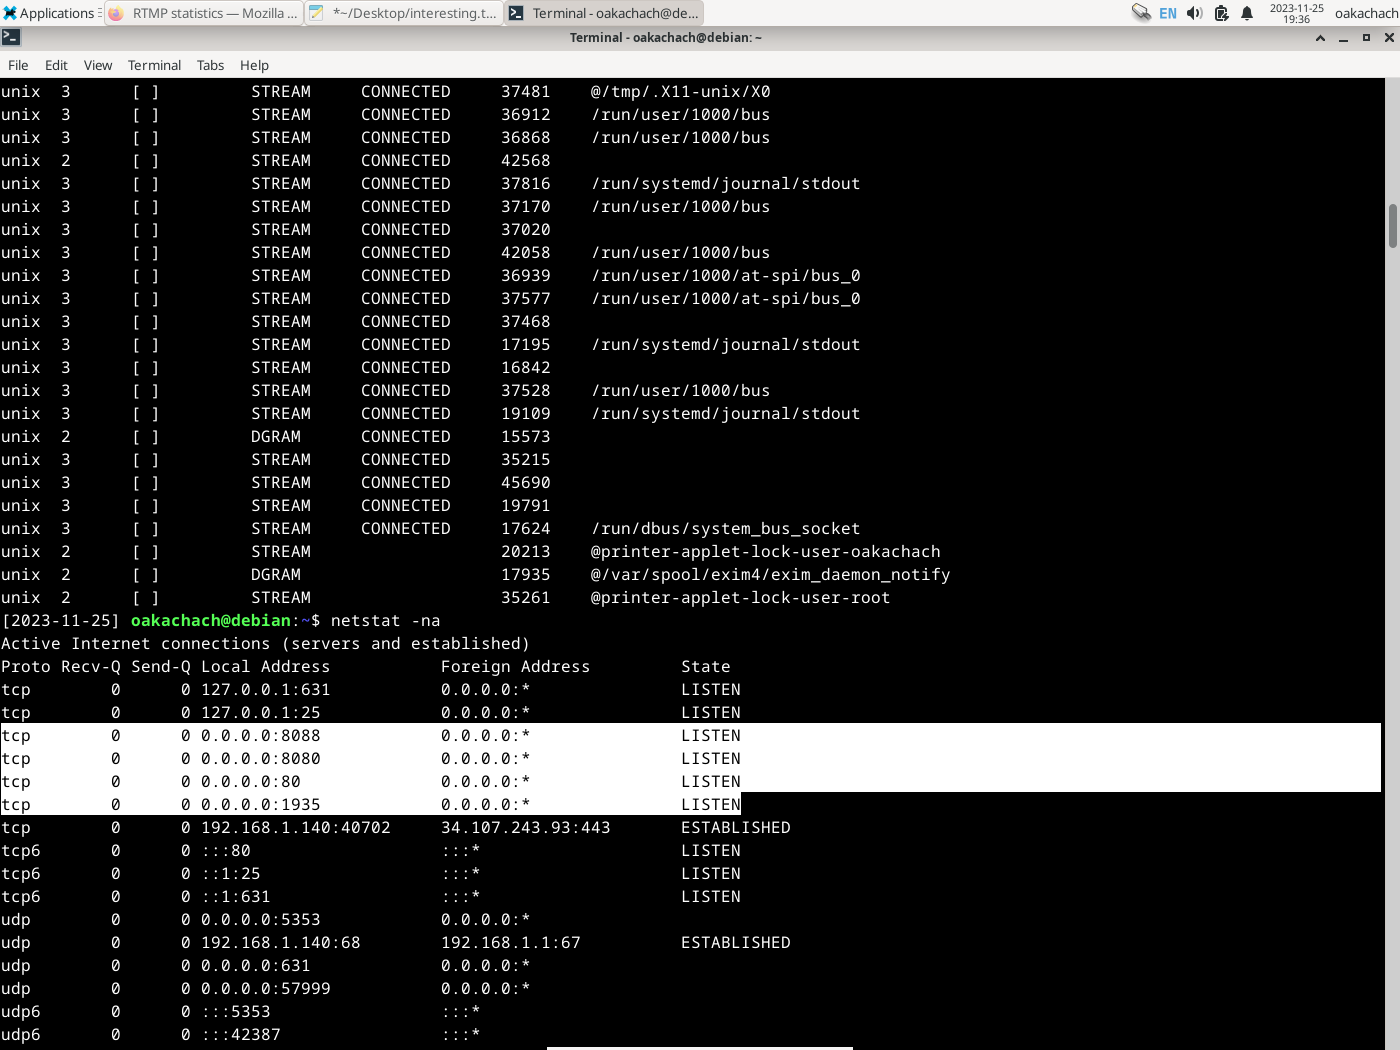 Applications
RTMP statistics — Mozilla ...
*~/Desktop/interesting.t...
Terminal - oakachach@de...
EN
2023-11-25
19:36
oakachach
Terminal - oakachach@debian: ~
File Edit View Terminal Tabs Help
unix 3 [ ] STREAM CONNECTED 37481 @/tmp/.X11-unix/X0
unix 3 [ ] STREAM CONNECTED 36912 /run/user/1000/bus
unix 3 [ ] STREAM CONNECTED 36868 /run/user/1000/bus
unix 2 [ ] STREAM CONNECTED 42568
unix 3 [ ] STREAM CONNECTED 37816 /run/systemd/journal/stdout
unix 3 [ ] STREAM CONNECTED 37170 /run/user/1000/bus
unix 3 [ ] STREAM CONNECTED 37020
unix 3 [ ] STREAM CONNECTED 42058 /run/user/1000/bus
unix 3 [ ] STREAM CONNECTED 36939 /run/user/1000/at-spi/bus_0
unix 3 [ ] STREAM CONNECTED 37577 /run/user/1000/at-spi/bus_0
unix 3 [ ] STREAM CONNECTED 37468
unix 3 [ ] STREAM CONNECTED 17195 /run/systemd/journal/stdout
unix 3 [ ] STREAM CONNECTED 16842
unix 3 [ ] STREAM CONNECTED 37528 /run/user/1000/bus
unix 3 [ ] STREAM CONNECTED 19109 /run/systemd/journal/stdout
unix 2 [ ] DGRAM CONNECTED 15573
unix 3 [ ] STREAM CONNECTED 35215
unix 3 [ ] STREAM CONNECTED 45690
unix 3 [ ] STREAM CONNECTED 19791
unix 3 [ ] STREAM CONNECTED 17624 /run/dbus/system_bus_socket
unix 2 [ ] STREAM 20213 @printer-applet-lock-user-oakachach
unix 2 [ ] DGRAM 17935 @/var/spool/exim4/exim_daemon_notify
unix 2 [ ] STREAM 35261 @printer-applet-lock-user-root
[2023-11-25] oakachach@debian:~$ netstat -na
Active Internet connections (servers and established)
Proto Recv-Q Send-Q Local Address Foreign Address State
tcp 0 0 127.0.0.1:631 0.0.0.0:* LISTEN
tcp 0 0 127.0.0.1:25 0.0.0.0:* LISTEN
tcp 0 0 0.0.0.0:8088 0.0.0.0:* LISTEN
tcp 0 0 0.0.0.0:8080 0.0.0.0:* LISTEN
tcp 0 0 0.0.0.0:80 0.0.0.0:* LISTEN
tcp 0 0 0.0.0.0:1935 0.0.0.0:* LISTEN
tcp 0 0 192.168.1.140:40702 34.107.243.93:443 ESTABLISHED
tcp6 0 0 :::80 :::* LISTEN
tcp6 0 0 ::1:25 :::* LISTEN
tcp6 0 0 ::1:631 :::* LISTEN
udp 0 0 0.0.0.0:5353 0.0.0.0:*
udp 0 0 192.168.1.140:68 192.168.1.1:67 ESTABLISHED
udp 0 0 0.0.0.0:631 0.0.0.0:*
udp 0 0 0.0.0.0:57999 0.0.0.0:*
udp6 0 0 :::5353 :::*
udp6 0 0 :::42387 :::*